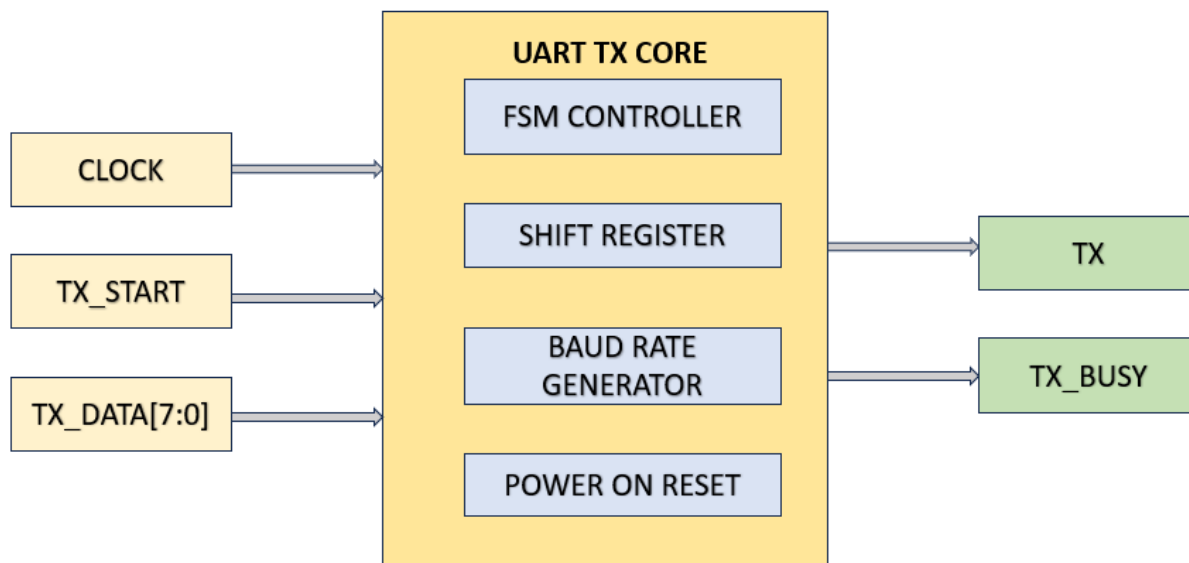 UART TX CORE
FSM CONTROLLER
CLOCK
SHIFT REGISTER
TX
TX_START
BAUD RATE
GENERATOR
TX_BUSY
TX_DATA[7:0]
POWER ON RESET